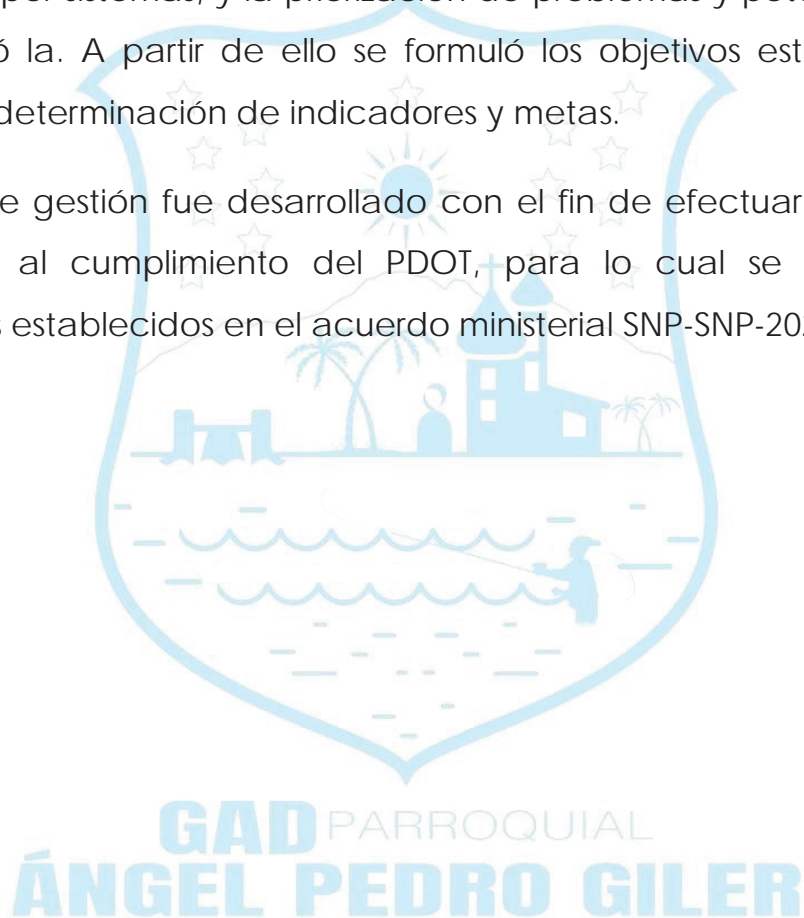 ó la. A partir de ello se formuló los objetivos est
determinación de indicadores y metas.
e gestión fue desarrollado con el fin de efectuar
al cumplimiento del PDOT, para lo cual se
s establecidos en el acuerdo ministerial SNP-SNP-20
GAD PARROQUIAL
ÁNGEL PEDRO GILER